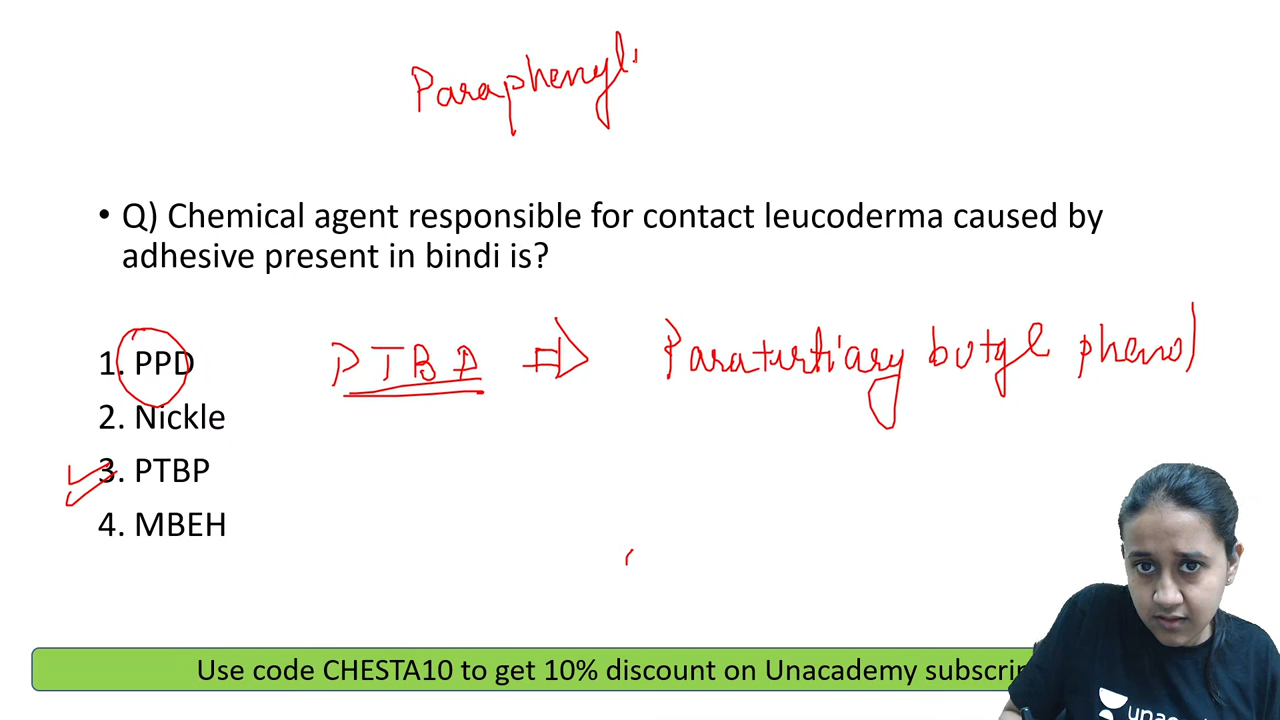 Paraphenyl
• Q) Chemical agent responsible for contact leucoderma caused by
adhesive present in bindi is?
1. PPD
PTBP ⇒ Paratertiary butyl phenol
2. Nickle
3. PTBP
4. MBEH
Use code CHESTA10 to get 10% discount on Unacademy subscri
una